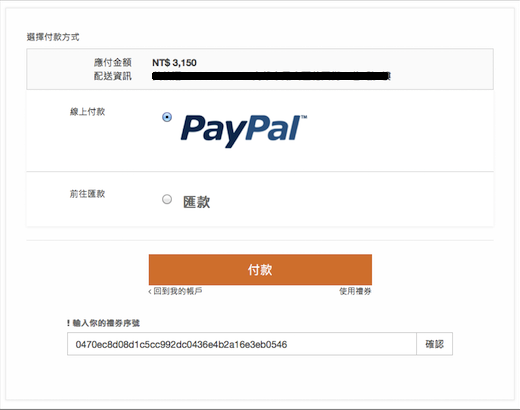 選擇付款方式
應付金額 NT$ 3,150
配送資訊
線上付款 PayPal™
前往匯款 匯款
付款
‹ 回到我的帳戶 使用禮券
! 輸入你的禮券序號
0470ec8d08d1c5cc992dc0436e4b2a16e3eb0546 確認